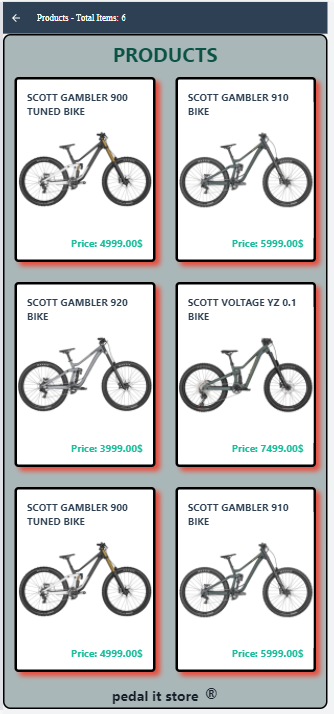 Products - Total Items: 6
PRODUCTS
SCOTT GAMBLER 900
TUNED BIKE
Price: 4999.00$
SCOTT GAMBLER 910
BIKE
Price: 5999.00$
SCOTT GAMBLER 920
BIKE
Price: 3999.00$
SCOTT VOLTAGE YZ 0.1
BIKE
Price: 7499.00$
SCOTT GAMBLER 900
TUNED BIKE
Price: 4999.00$
SCOTT GAMBLER 910
BIKE
Price: 5999.00$
pedal it store ®